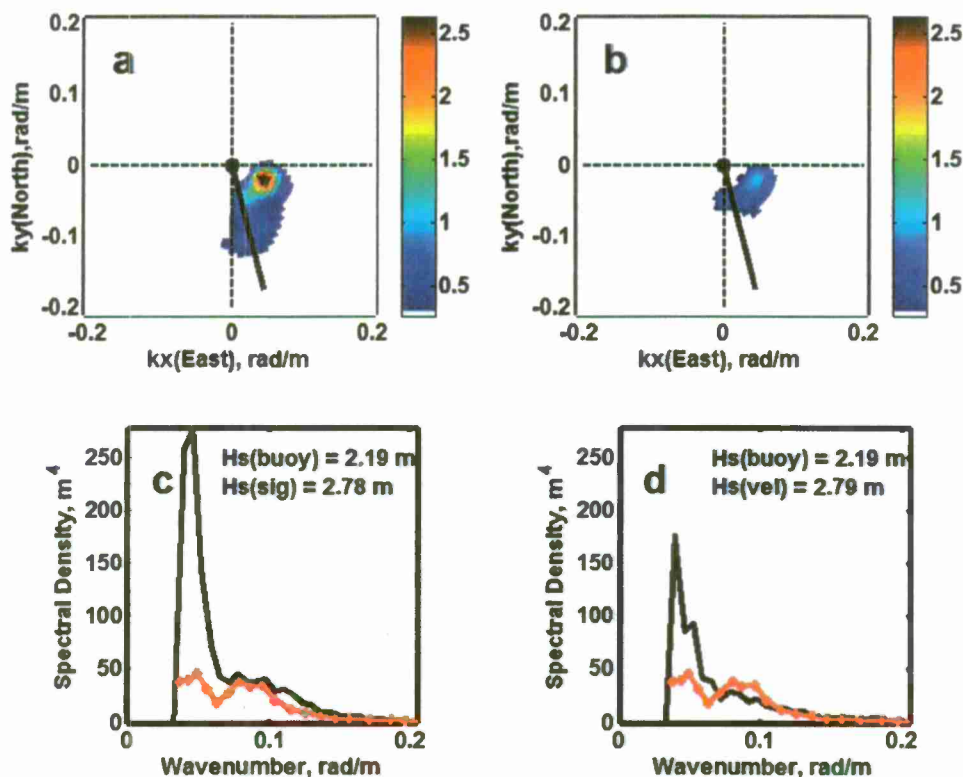 a
ky(North),rad/m
0.2
0.1
0
-0.1
-0.2
-0.2
0
0.2
kx(East), rad/m
2.5
2
1.5
1
0.5
b
ky(North),rad/m
0.2
0.1
0
-0.1
-0.2
-0.2
0
0.2
kx(East), rad/m
2.5
2
1.5
1
0.5
c
Hs(buoy) = 2.19 m
Hs(sig) = 2.78 m
Spectral Density, m⁴
250
200
150
100
50
0
0
0.1
0.2
Wavenumber, rad/m
d
Hs(buoy) = 2.19 m
Hs(vel) = 2.79 m
Spectral Density, m⁴
250
200
150
100
50
0
0
0.1
0.2
Wavenumber, rad/m